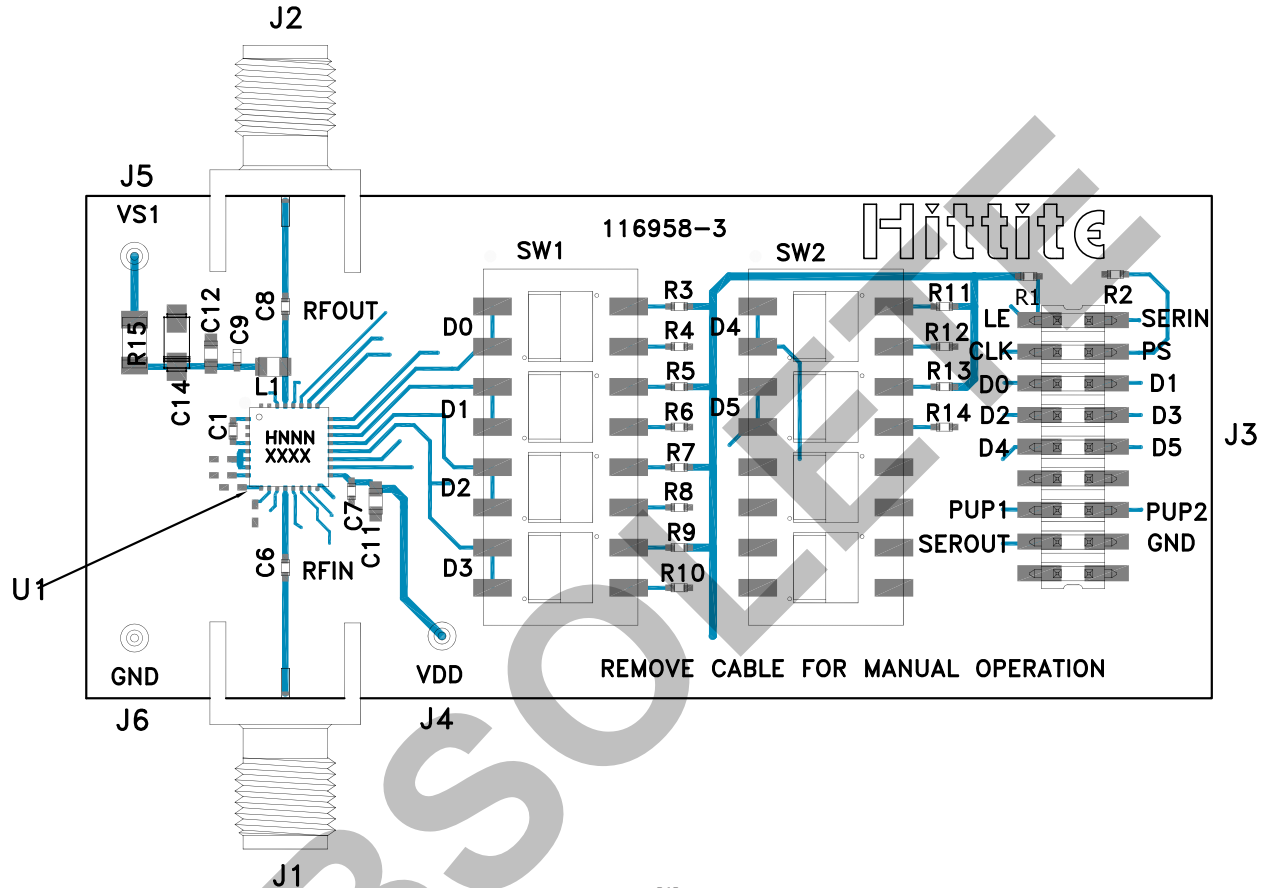 J2
J5
VS1
116958-3
Hittite
SW1
SW2
C12
C9
C8
RFOUT
R15
C14
L1
D0
R3
R4
R5
R6
R7
R8
R9
R10
D1
D2
D3
D4
D5
R11
R12
R13
R14
R1
R2
LE
SERIN
CLK
PS
D0
D1
D2
D3
D4
D5
J3
PUP1
PUP2
SEROUT
GND
C1
HNNN
XXXX
C7
C11
C6
RFIN
U1
GND
VDD
REMOVE CABLE FOR MANUAL OPERATION
J6
J4
J1
OBSOLETE